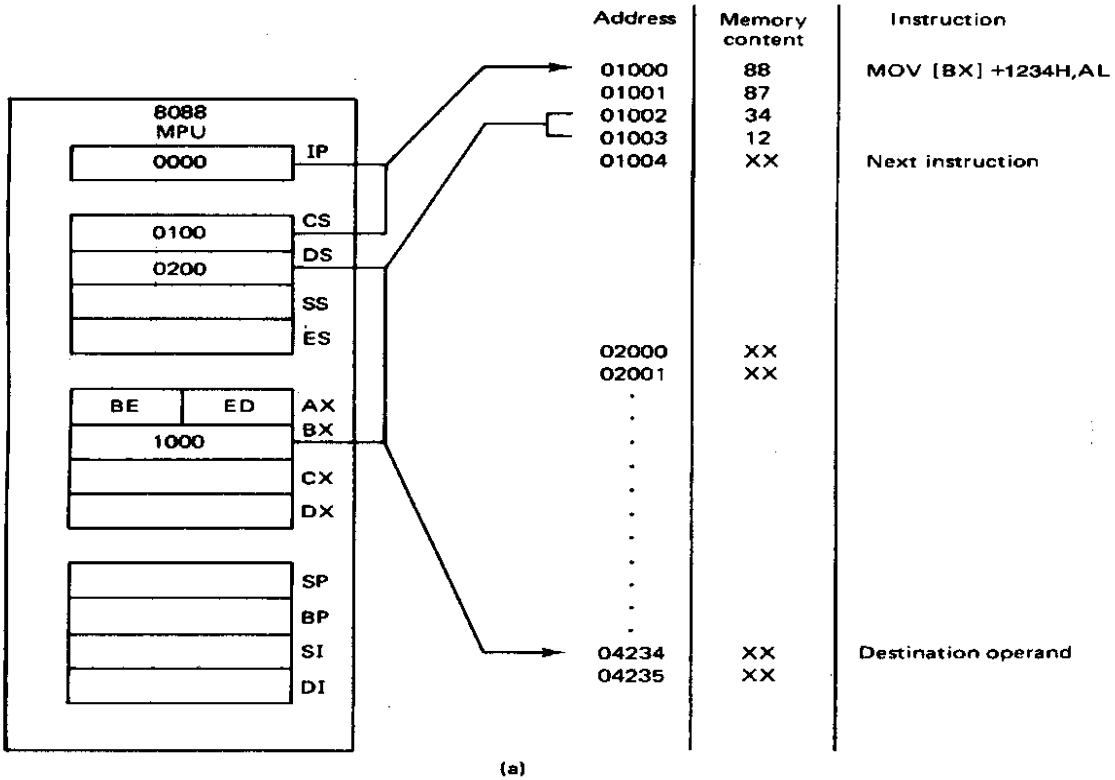 Address Memory content Instruction
01000 88 MOV [BX] +1234H,AL
01001 87
01002 34
01003 12
01004 XX Next instruction
02000 XX
02001 XX
04234 XX Destination operand
04235 XX
8088
MPU
0000 IP
0100 CS
0200 DS
SS
ES
BE ED AX
1000 BX
CX
DX
SP
BP
SI
DI
(a)